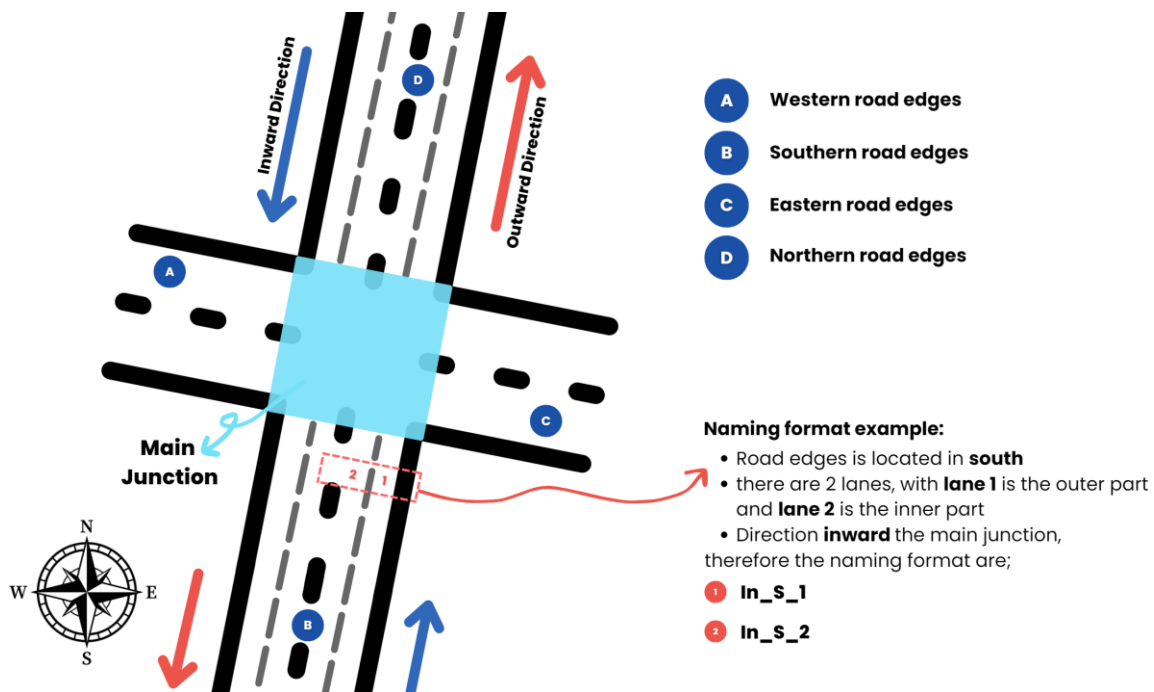 Inward Direction
D
Outward Direction
A
Main
Junction
C
2 1
B
N
W E
S
A Western road edges
B Southern road edges
C Eastern road edges
D Northern road edges
Naming format example:
• Road edges is located in south
• there are 2 lanes, with lane 1 is the outer part
and lane 2 is the inner part
• Direction inward the main junction,
therefore the naming format are;
1 In_S_1
2 In_S_2